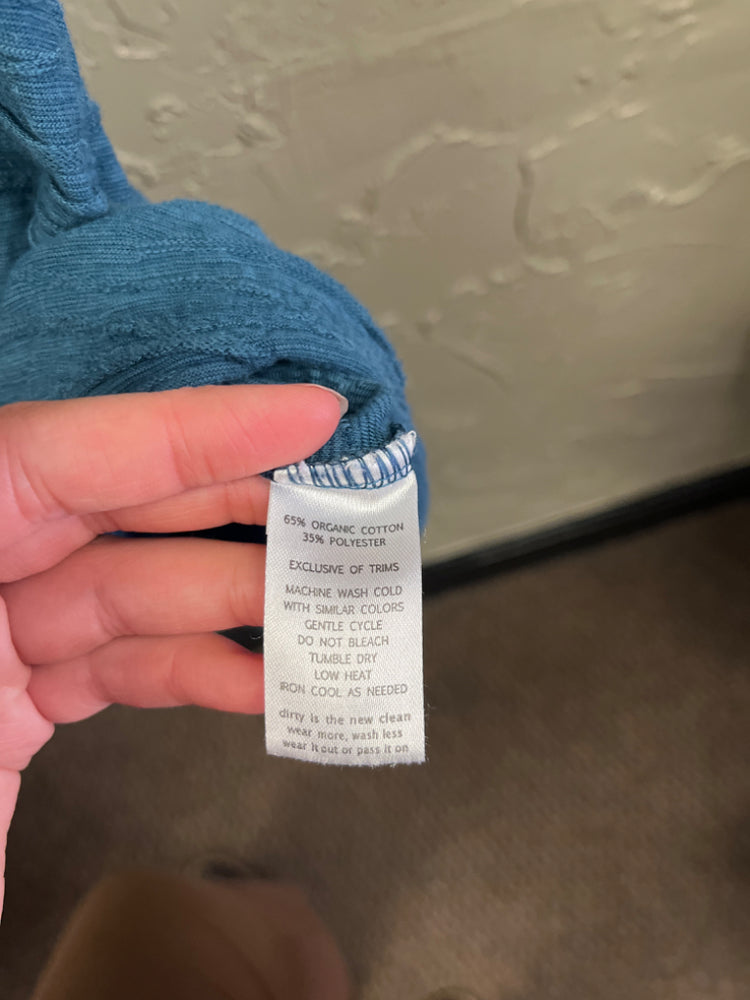 65% ORGANIC COTTON
35% POLYESTER
EXCLUSIVE OF TRIMS
MACHINE WASH COLD
WITH SIMILAR COLORS
GENTLE CYCLE
DO NOT BLEACH
TUMBLE DRY
LOW HEAT
IRON COOL AS NEEDED
dirty is the new clean
wear more, wash less
wear it out or pass it on